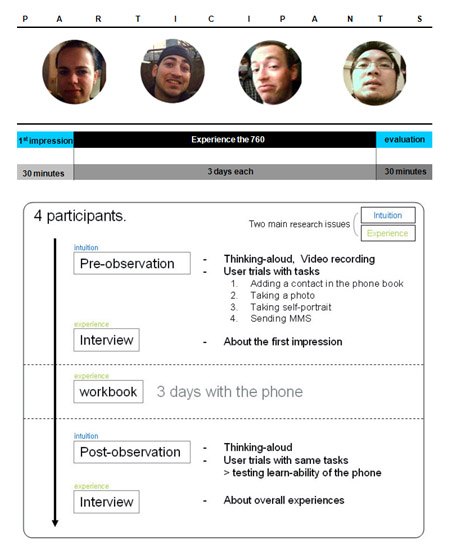 P A R T I C I P A N T S
1st impression Experience the 760 evaluation
30 minutes 3 days each 30 minutes
4 participants.
Two main research issues
Intuition
Experience
intuition
Pre-observation
- Thinking-aloud, Video recording
- User trials with tasks
1. Adding a contact in the phone book
2. Taking a photo
3. Taking self-portrait
4. Sending MMS
experience
Interview
- About the first impression
experience
workbook 3 days with the phone
intuition
Post-observation
- Thinking-aloud
- User trials with same tasks
> testing learn-ability of the phone
experience
Interview
- About overall experiences